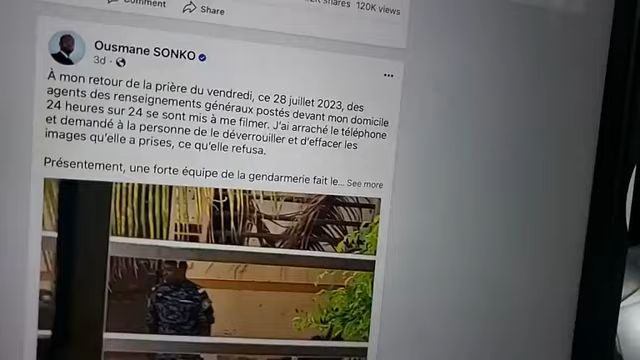 Comment
Share
shares 120K views
Ousmane SONKO
3d
À mon retour de la prière du vendredi, ce 28 juillet 2023, des
agents des renseignements généraux postés devant mon domicile
24 heures sur 24 se sont mis à me filmer. J'ai arraché le téléphone
et demandé à la personne de le déverrouiller et d'effacer les
images qu'elle a prises, ce qu'elle refusa.
Présentement, une forte équipe de la gendarmerie fait le... See more